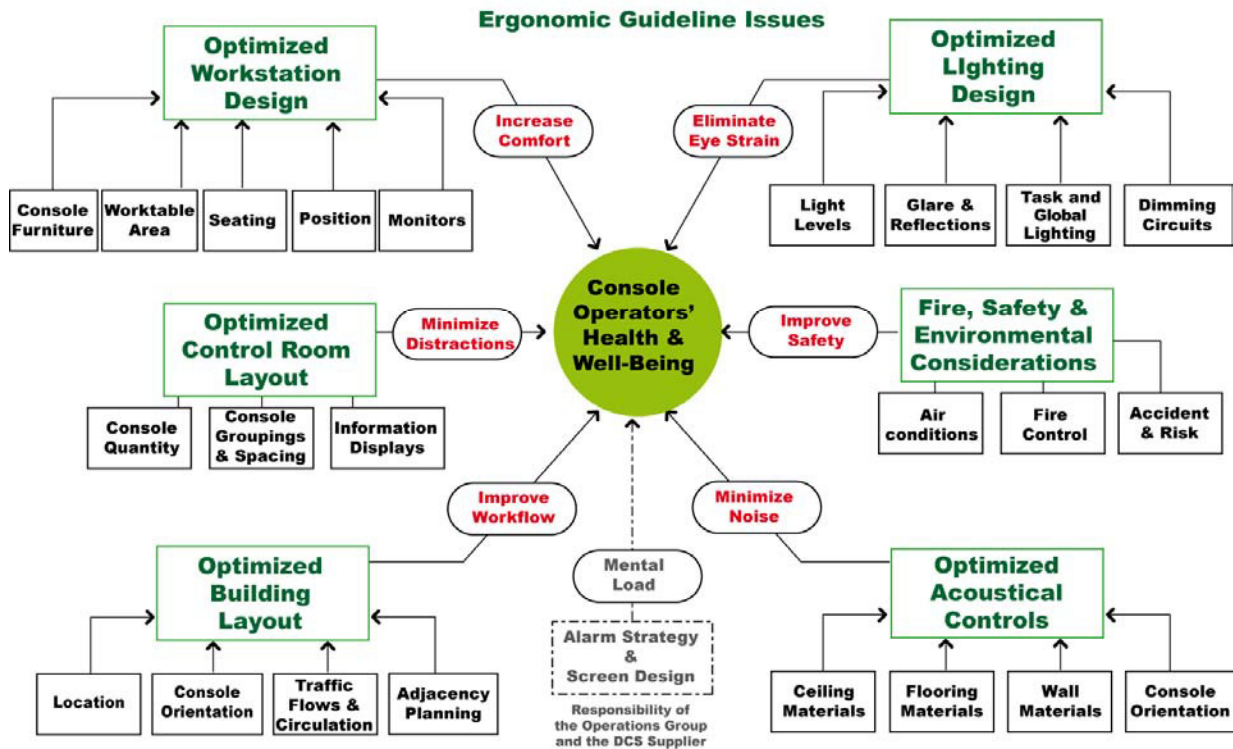 Ergonomic Guideline Issues
Optimized
Workstation
Design
Increase
Comfort
Console
Furniture
Worktable
Area
Seating
Position
Monitors
Optimized
LIghting
Design
Eliminate
Eye Strain
Light
Levels
Glare &
Reflections
Task and
Global
Lighting
Dimming
Circuits
Console
Operators’
Health &
Well-Being
Optimized
Control Room
Layout
Minimize
Distractions
Console
Quantity
Console
Groupings
& Spacing
Information
Displays
Improve
Safety
Fire, Safety &
Environmental
Considerations
Air
conditions
Fire
Control
Accident
& Risk
Improve
Workflow
Optimized
Building
Layout
Location
Console
Orientation
Traffic
Flows &
Circulation
Adjacency
Planning
Mental
Load
Alarm Strategy
&
Screen Design
Responsibility of
the Operations Group
and the DCS Supplier
Minimize
Noise
Optimized
Acoustical
Controls
Ceiling
Materials
Flooring
Materials
Wall
Materials
Console
Orientation